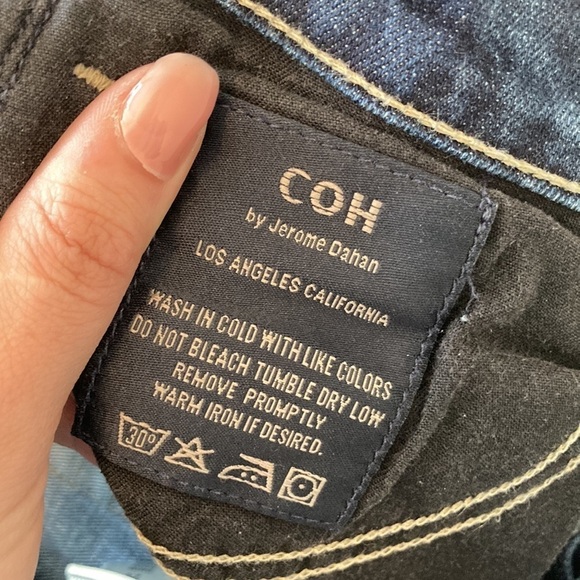 COH
by Jerome Dahan
LOS ANGELES CALIFORNIA
WASH IN COLD WITH LIKE COLORS
DO NOT BLEACH TUMBLE DRY LOW
REMOVE PROMPTLY
WARM IRON IF DESIRED.
30°